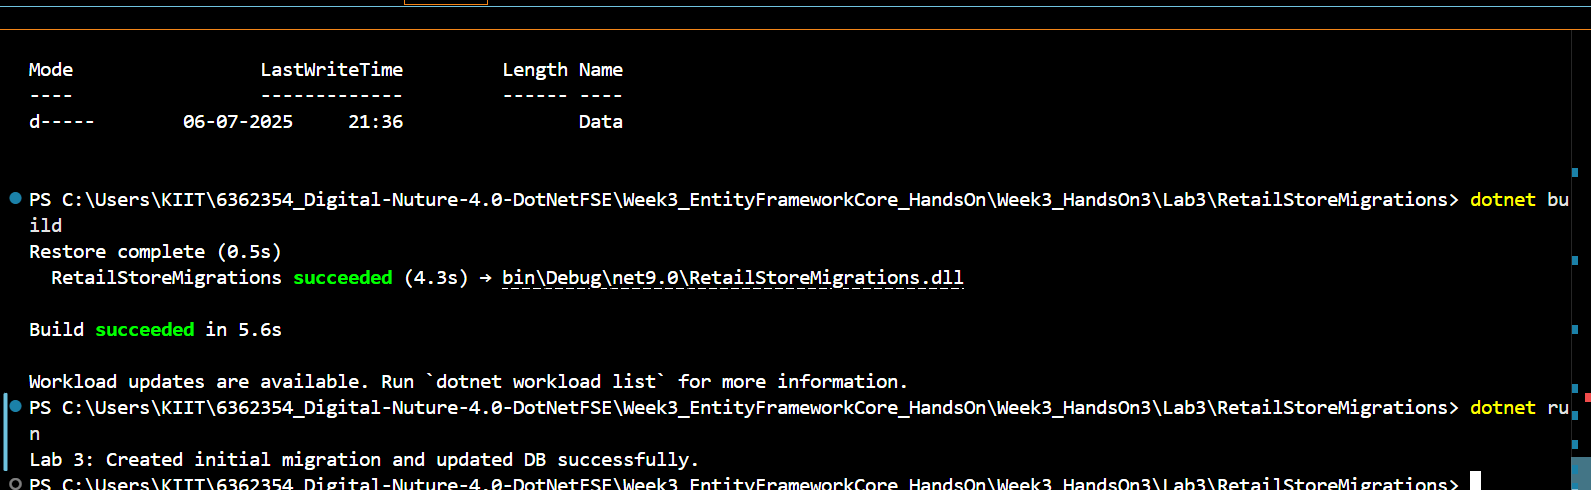 Mode                 LastWriteTime         Length Name
----                 -------------         ------ ----
d-----        06-07-2025     21:36                Data
PS C:\Users\KIIT\6362354_Digital-Nuture-4.0-DotNetFSE\Week3_EntityFrameworkCore_HandsOn\Week3_HandsOn3\Lab3\RetailStoreMigrations> dotnet bu
ild
Restore complete (0.5s)
  RetailStoreMigrations succeeded (4.3s) → bin\Debug\net9.0\RetailStoreMigrations.dll
Build succeeded in 5.6s
Workload updates are available. Run `dotnet workload list` for more information.
PS C:\Users\KIIT\6362354_Digital-Nuture-4.0-DotNetFSE\Week3_EntityFrameworkCore_HandsOn\Week3_HandsOn3\Lab3\RetailStoreMigrations> dotnet ru
n
Lab 3: Created initial migration and updated DB successfully.
PS C:\Users\KIIT\6362354_Digital-Nuture-4.0-DotNetFSE\Week3_EntityFrameworkCore_HandsOn\Week3_HandsOn3\Lab3\RetailStoreMigrations>